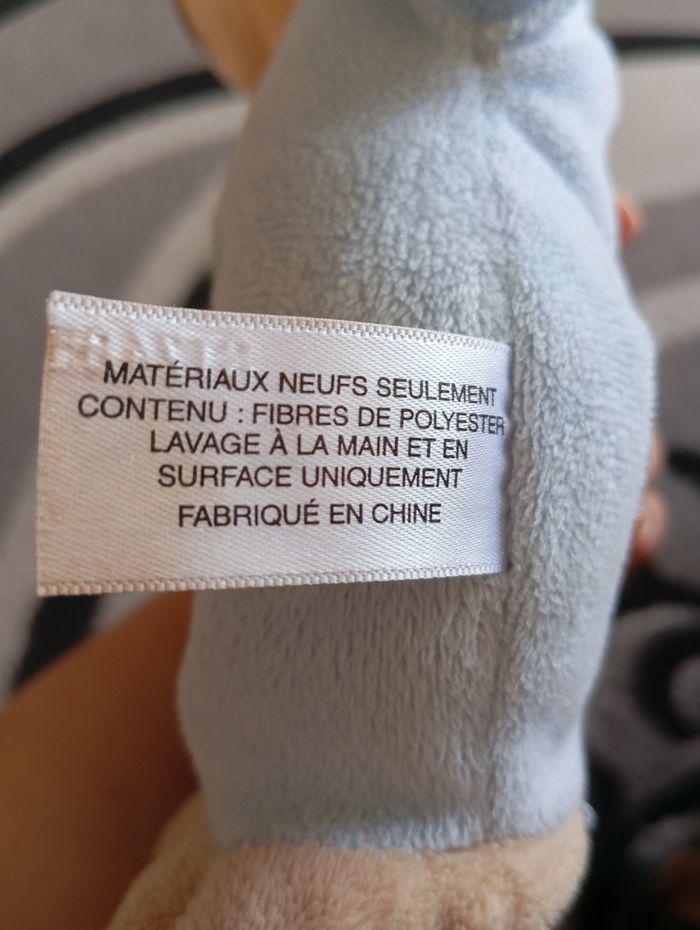 MATÉRIAUX NEUFS SEULEMENT
CONTENU : FIBRES DE POLYESTER
LAVAGE À LA MAIN ET EN
SURFACE UNIQUEMENT
FABRIQUÉ EN CHINE